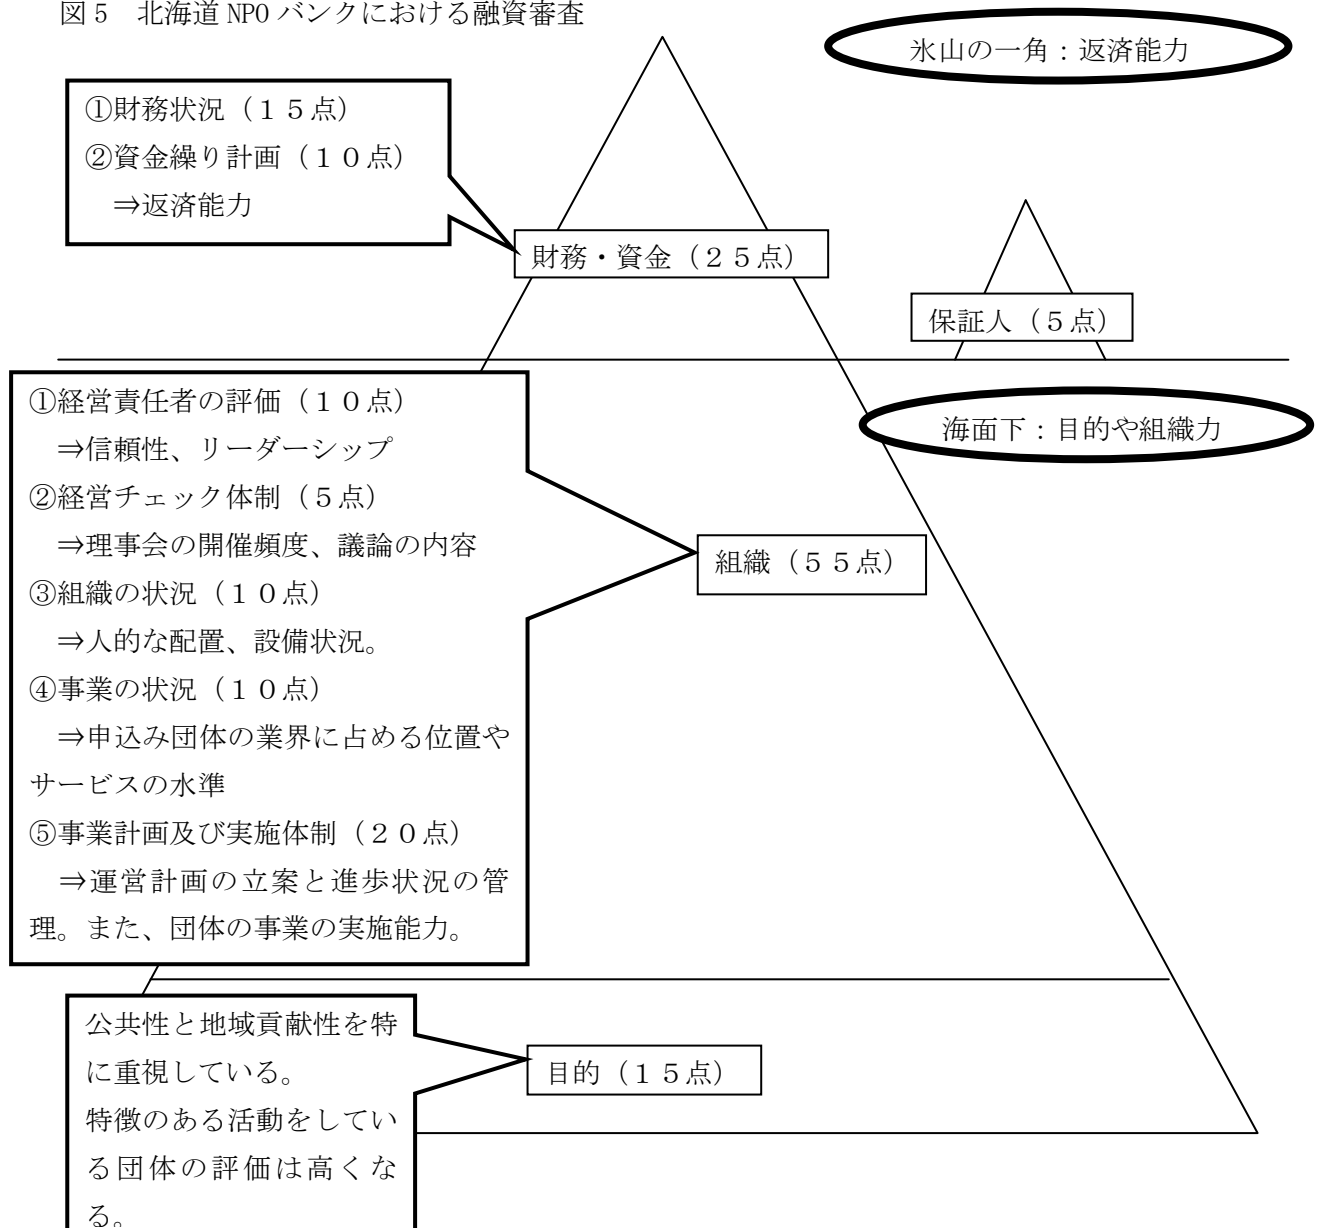 図5 北海道NPOバンクにおける融資審査
氷山の一角：返済能力
①財務状況（１５点）
②資金繰り計画（１０点）
⇒返済能力
財務・資金（２５点）
保証人（５点）
①経営責任者の評価（１０点）
⇒信頼性、リーダーシップ
②経営チェック体制（５点）
⇒理事会の開催頻度、議論の内容
③組織の状況（１０点）
⇒人的な配置、設備状況。
④事業の状況（１０点）
⇒申込み団体の業界に占める位置や
サービスの水準
⑤事業計画及び実施体制（２０点）
⇒運営計画の立案と進歩状況の管
理。また、団体の事業の実施能力。
海面下：目的や組織力
組織（５５点）
公共性と地域貢献性を特
に重視している。
特徴のある活動をしてい
る団体の評価は高くな
る。
目的（１５点）